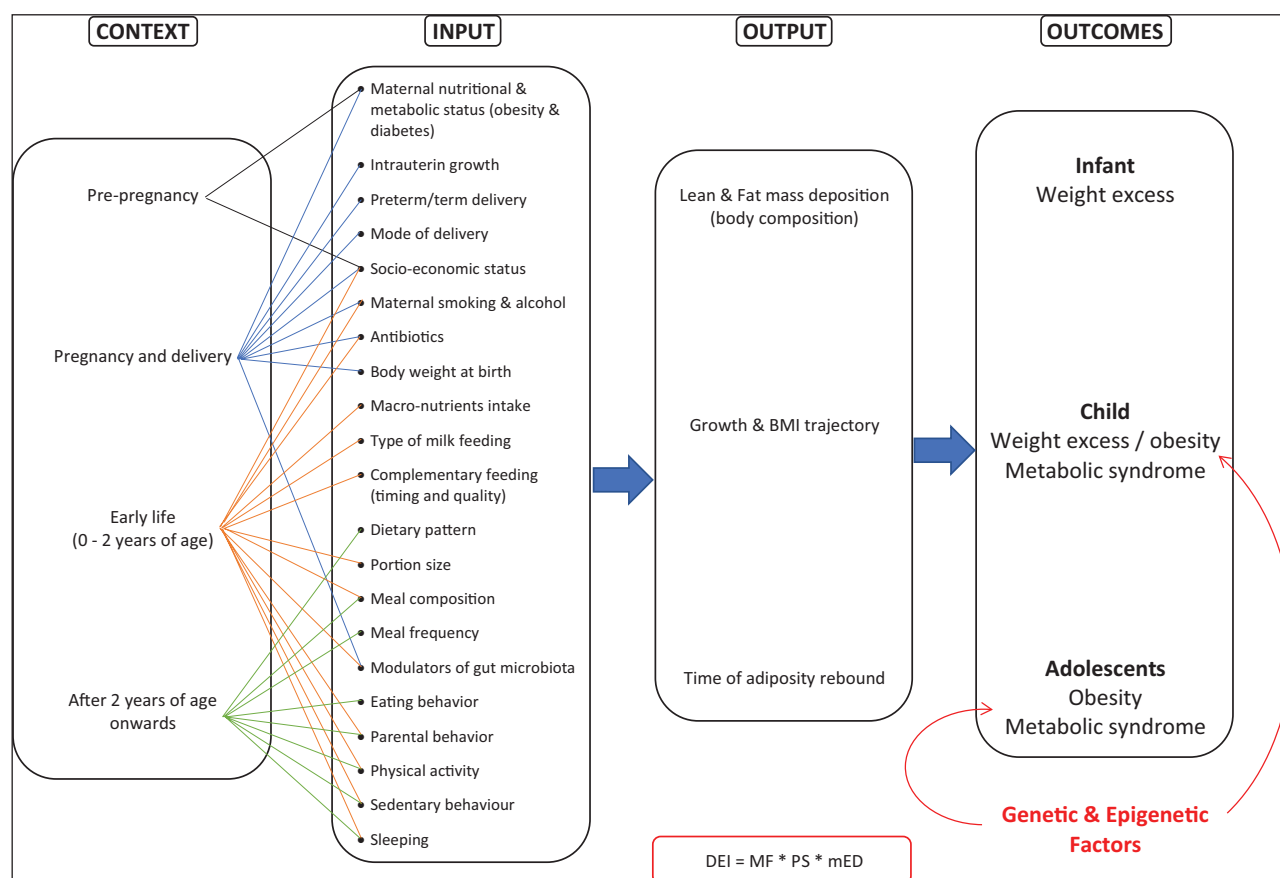 CONTEXT
INPUT
OUTPUT
OUTCOMES
Pre-pregnancy
Pregnancy and delivery
Early life
(0 - 2 years of age)
After 2 years of age
onwards
Maternal nutritional &
metabolic status (obesity &
diabetes)
Intrauterin growth
Preterm/term delivery
Mode of delivery
Socio-economic status
Maternal smoking & alcohol
Antibiotics
Body weight at birth
Macro-nutrients intake
Type of milk feeding
Complementary feeding
(timing and quality)
Dietary pattern
Portion size
Meal composition
Meal frequency
Modulators of gut microbiota
Eating behavior
Parental behavior
Physical activity
Sedentary behaviour
Sleeping
Lean & Fat mass deposition
(body composition)
Growth & BMI trajectory
Time of adiposity rebound
DEI = MF * PS * mED
Infant
Weight excess
Child
Weight excess / obesity
Metabolic syndrome
Adolescents
Obesity
Metabolic syndrome
Genetic & Epigenetic
Factors